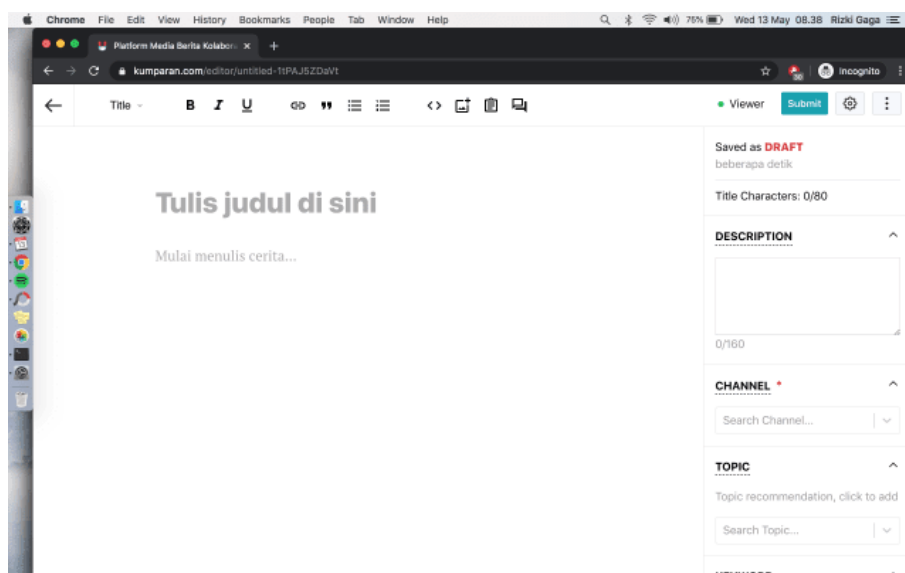 Chrome File Edit View History Bookmarks People Tab Window Help 75% Wed 13 May 08.38 Rizki Gaga
Platform Media Berita Kolabor
kumparan.com/editor/untitled-1tPAJ5ZDaVt Incognito
Title B I U Viewer Submit
Saved as DRAFT
beberapa detik
Title Characters: 0/80
Tulis judul di sini
Mulai menulis cerita...
DESCRIPTION
0/160
CHANNEL *
Search Channel...
TOPIC
Topic recommendation, click to add
Search Topic...